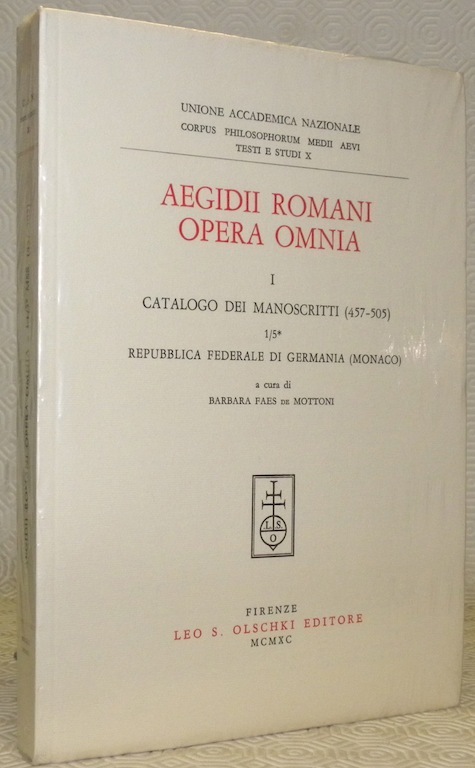 UNIONE ACCADEMICA NAZIONALE
CORPUS PHILOSOPHORUM MEDII AEVI
TESTI E STUDI X
AEGIDII ROMANI
OPERA OMNIA
I
CATALOGO DEI MANOSCRITTI (457-505)
1/5*
REPUBBLICA FEDERALE DI GERMANIA (MONACO)
a cura di
BARBARA FAES DE MOTTONI
L S
O
FIRENZE
LEO S. OLSCHKI EDITORE
MCMXC